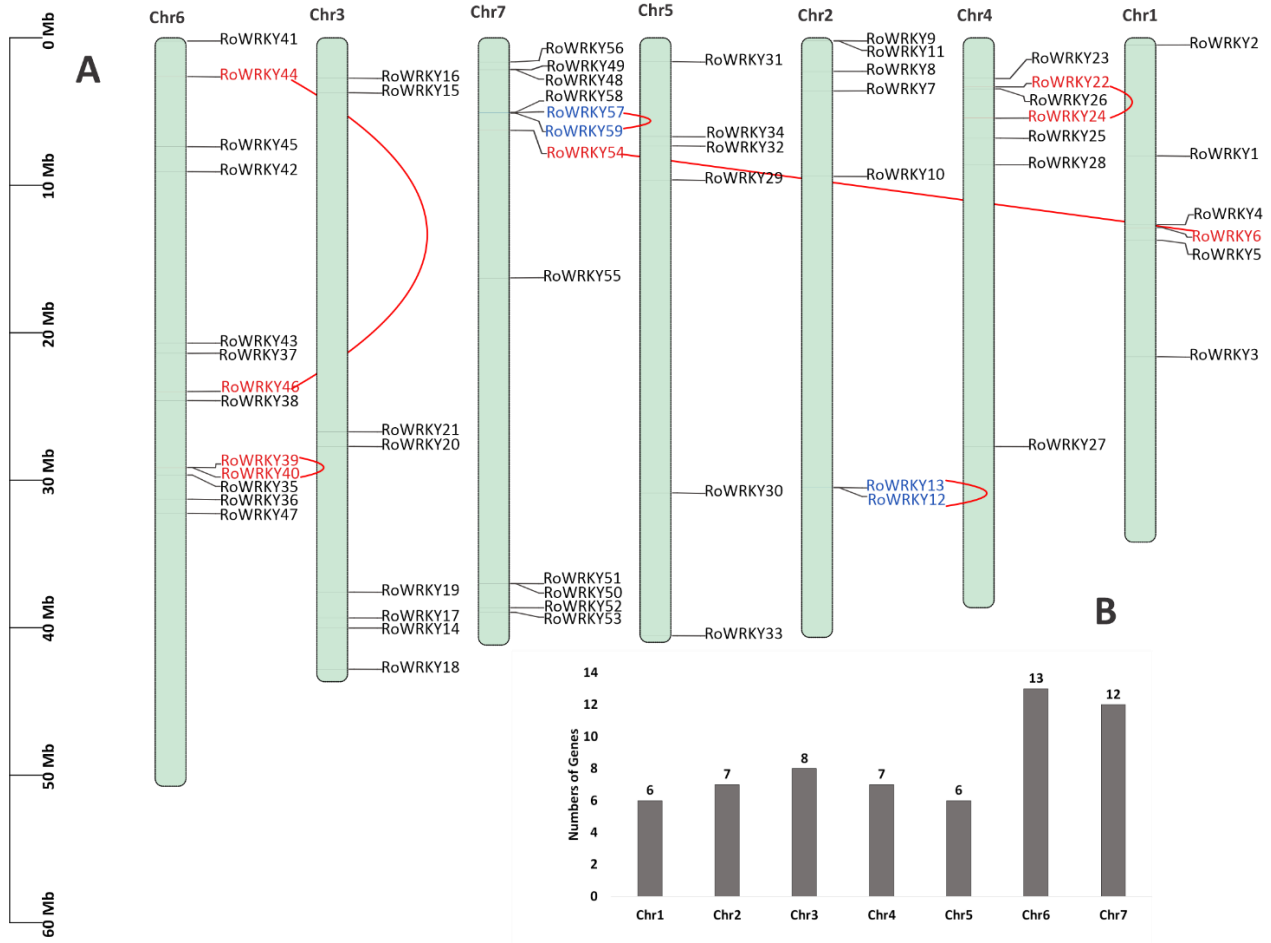 Chr6
Chr3
Chr7
Chr5
Chr2
Chr4
Chr1
0 Mb
10 Mb
20 Mb
30 Mb
40 Mb
50 Mb
60 Mb
A
RoWRKY41
RoWRKY44
RoWRKY45
RoWRKY42
RoWRKY43
RoWRKY37
RoWRKY46
RoWRKY38
RoWRKY39
RoWRKY40
RoWRKY35
RoWRKY36
RoWRKY47
RoWRKY16
RoWRKY15
RoWRKY21
RoWRKY20
RoWRKY19
RoWRKY17
RoWRKY14
RoWRKY18
RoWRKY56
RoWRKY49
RoWRKY48
RoWRKY58
RoWRKY57
RoWRKY59
RoWRKY54
RoWRKY55
RoWRKY51
RoWRKY50
RoWRKY52
RoWRKY53
RoWRKY31
RoWRKY34
RoWRKY32
RoWRKY29
RoWRKY30
RoWRKY33
RoWRKY9
RoWRKY11
RoWRKY8
RoWRKY7
RoWRKY10
RoWRKY13
RoWRKY12
RoWRKY23
RoWRKY22
RoWRKY26
RoWRKY24
RoWRKY25
RoWRKY28
RoWRKY27
RoWRKY2
RoWRKY1
RoWRKY4
RoWRKY6
RoWRKY5
RoWRKY3
B
Numbers of Genes
14
12
10
8
6
4
2
0
6
7
8
7
6
13
12
Chr1
Chr2
Chr3
Chr4
Chr5
Chr6
Chr7